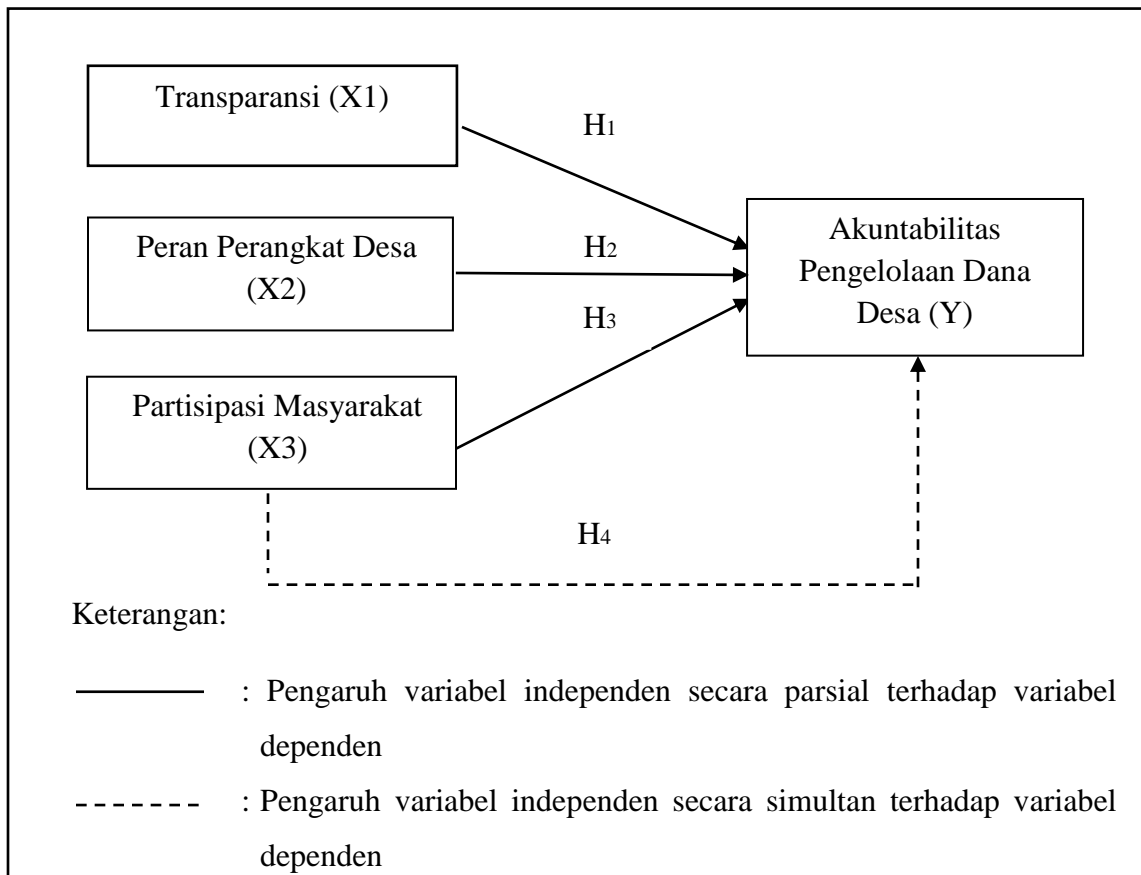 Transparansi (X1)
H1
Peran Perangkat Desa
(X2)
H2
Akuntabilitas
Pengelolaan Dana
Desa (Y)
H3
Partisipasi Masyarakat
(X3)
H4
Keterangan:
: Pengaruh variabel independen secara parsial terhadap variabel
dependen
: Pengaruh variabel independen secara simultan terhadap variabel
dependen